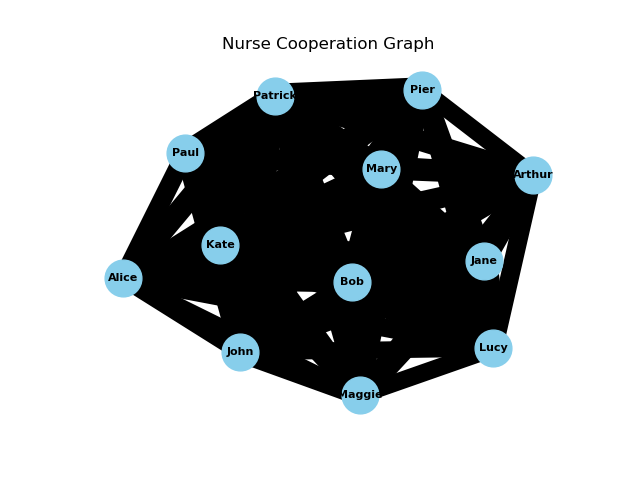 Nurse Cooperation Graph
Pier
Patrick
Paul
Mary
Arthur
Kate
Jane
Alice
Bob
Lucy
John
Maggie